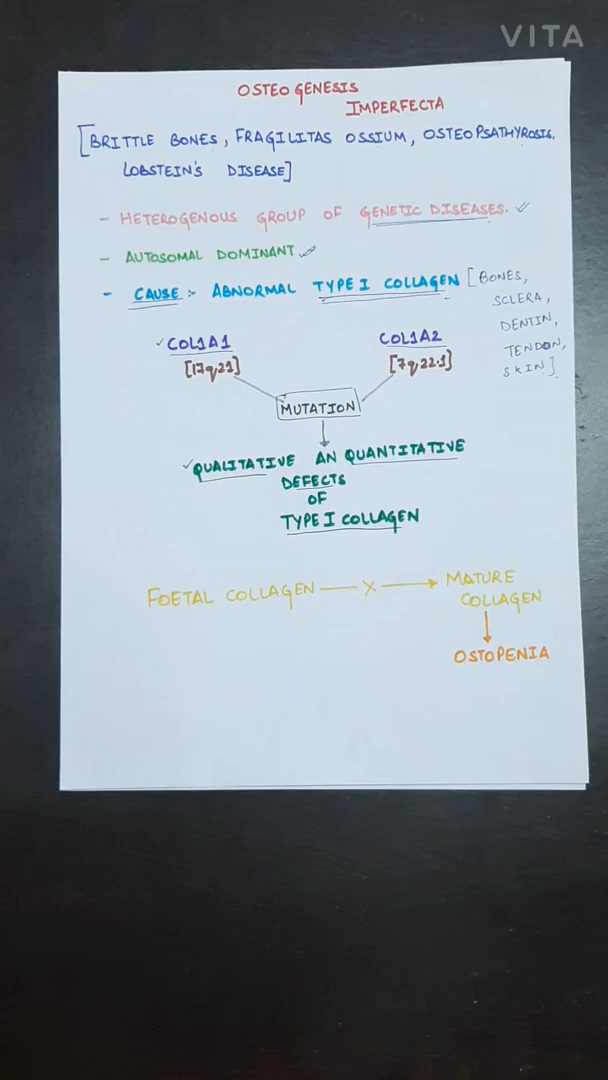 VITA
OSTEOGENESIS
IMPERFECTA
[BRITTLE BONES, FRAGILITAS OSSIUM, OSTEOPSATHYROSIS,
LOBSTEIN'S DISEASE]
- HETEROGENOUS GROUP OF GENETIC DISEASES. ✓
- AUTOSOMAL DOMINANT ✓
- CAUSE :- ABNORMAL TYPE I COLLAGEN [BONES,
SCLERA,
DENTIN,
TENDON,
SKIN]
✓ COL1A1 COL1A2
[17q21] [7q22.1]
MUTATION
✓ QUALITATIVE AN QUANTITATIVE
DEFECTS
OF
TYPE I COLLAGEN
FOETAL COLLAGEN —— X ——→ MATURE
COLLAGEN
↓
OSTOPENIA